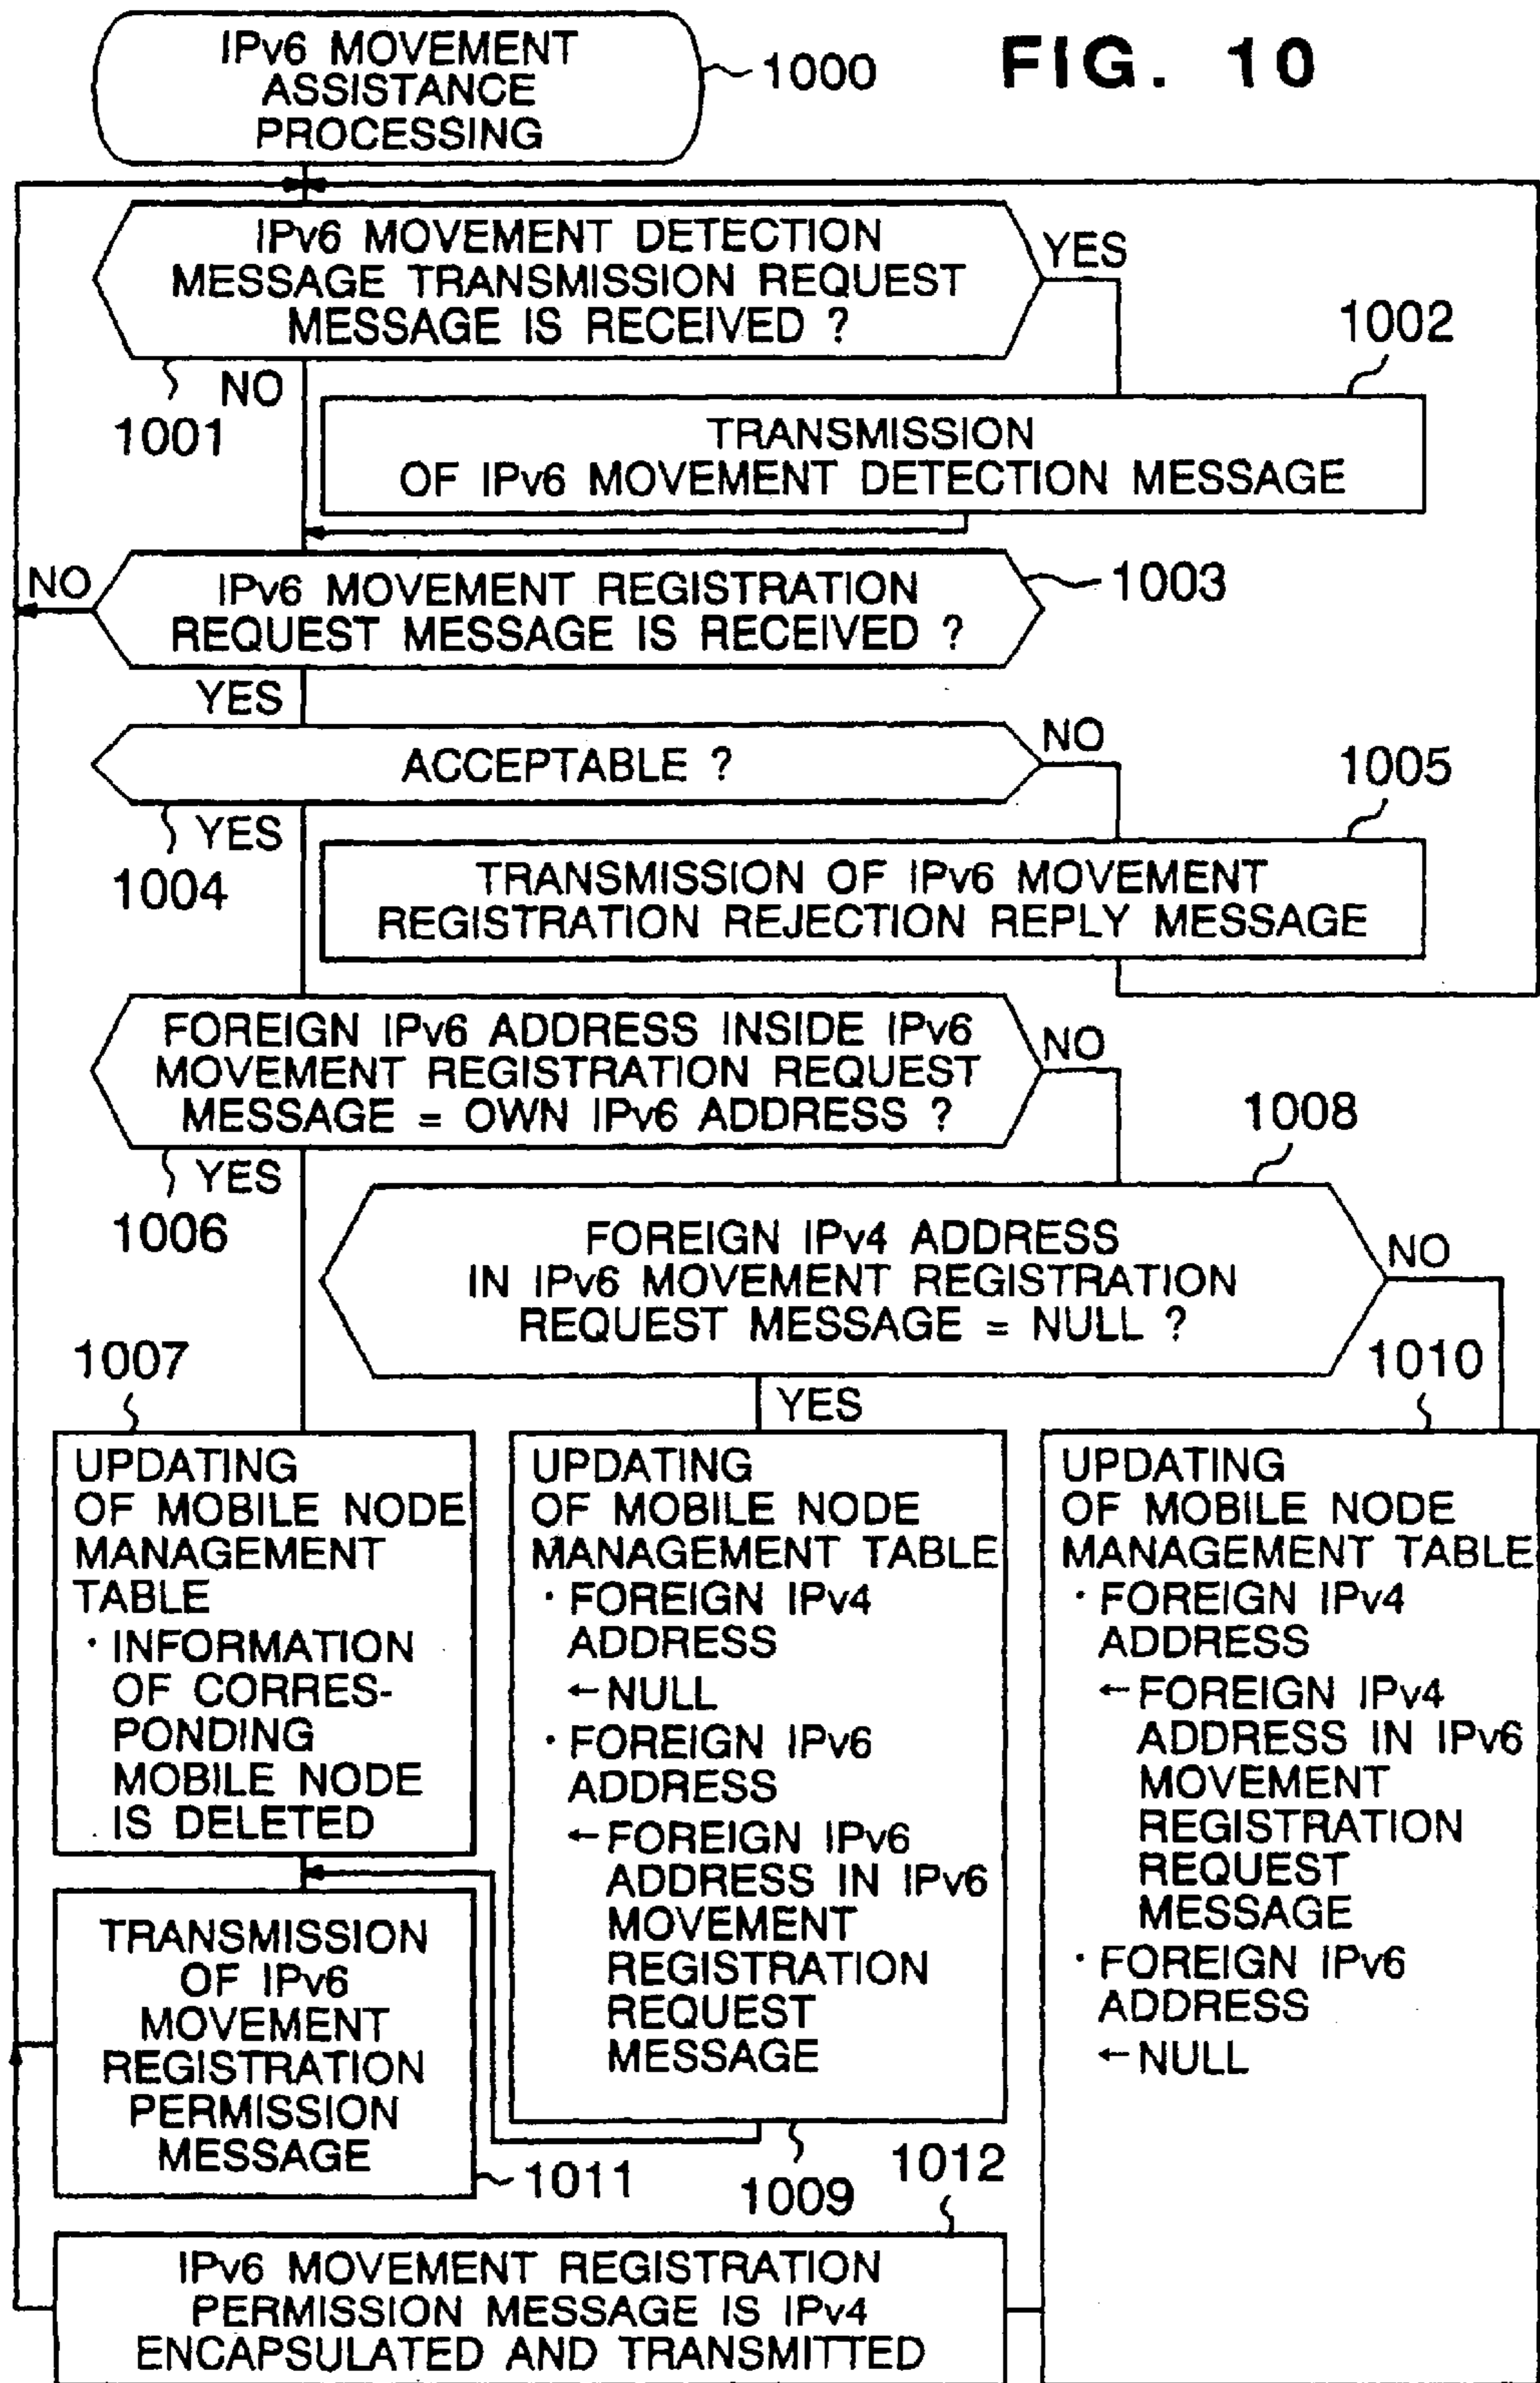 IPv6 MOVEMENT
ASSISTANCE
PROCESSING
1000
FIG. 10
IPv6 MOVEMENT DETECTION
MESSAGE TRANSMISSION REQUEST
MESSAGE IS RECEIVED ?
YES
NO
1001
1002
TRANSMISSION
OF IPv6 MOVEMENT DETECTION MESSAGE
NO
IPv6 MOVEMENT REGISTRATION
REQUEST MESSAGE IS RECEIVED ?
1003
YES
ACCEPTABLE ?
NO
YES
1004
1005
TRANSMISSION OF IPv6 MOVEMENT
REGISTRATION REJECTION REPLY MESSAGE
FOREIGN IPv6 ADDRESS INSIDE IPv6
MOVEMENT REGISTRATION REQUEST
MESSAGE = OWN IPv6 ADDRESS ?
NO
YES
1006
1008
FOREIGN IPv4 ADDRESS
IN IPv6 MOVEMENT REGISTRATION
REQUEST MESSAGE = NULL ?
NO
YES
1007
UPDATING
OF MOBILE NODE
MANAGEMENT
TABLE
· INFORMATION
OF CORRES-
PONDING
MOBILE NODE
IS DELETED
UPDATING
OF MOBILE NODE
MANAGEMENT TABLE
· FOREIGN IPv4
ADDRESS
← NULL
· FOREIGN IPv6
ADDRESS
← FOREIGN IPv6
ADDRESS IN IPv6
MOVEMENT
REGISTRATION
REQUEST
MESSAGE
1009
1010
UPDATING
OF MOBILE NODE
MANAGEMENT TABLE
· FOREIGN IPv4
ADDRESS
← FOREIGN IPv4
ADDRESS IN IPv6
MOVEMENT
REGISTRATION
REQUEST
MESSAGE
· FOREIGN IPv6
ADDRESS
← NULL
TRANSMISSION
OF IPv6
MOVEMENT
REGISTRATION
PERMISSION
MESSAGE
1011
1012
IPv6 MOVEMENT REGISTRATION
PERMISSION MESSAGE IS IPv4
ENCAPSULATED AND TRANSMITTED